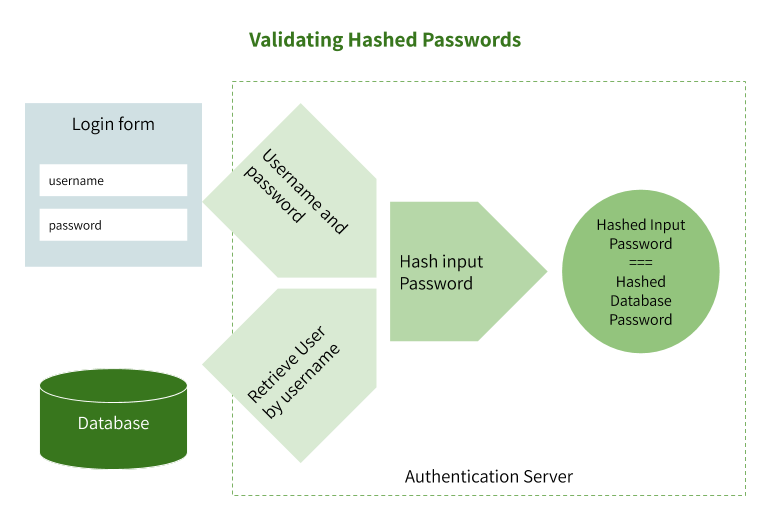 Validating Hashed Passwords
Login form
username
password
Username and
password
Retrieve User
by username
Database
Hash input
Password
Hashed Input
Password
===
Hashed
Database
Password
Authentication Server